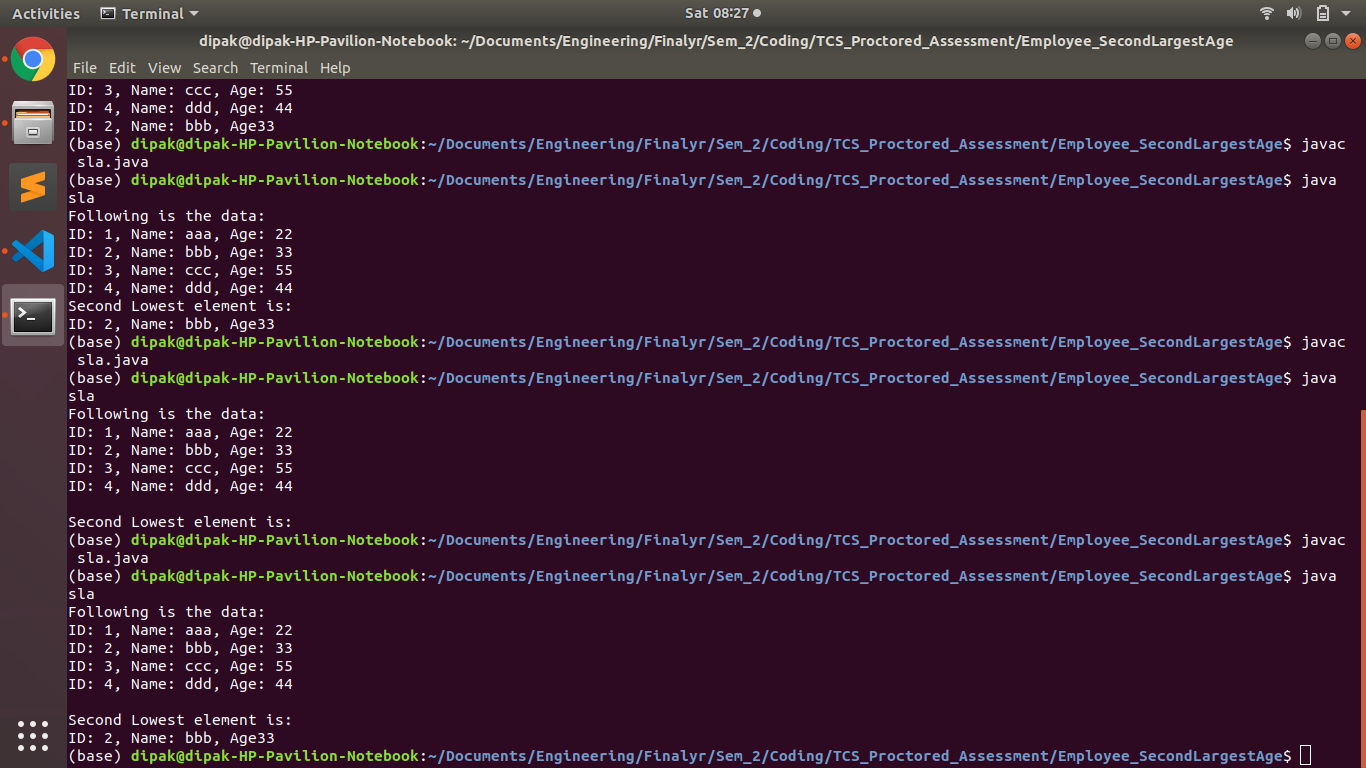 Activities Terminal Sat 08:27
dipak@dipak-HP-Pavilion-Notebook: ~/Documents/Engineering/Finalyr/Sem_2/Coding/TCS_Proctored_Assessment/Employee_SecondLargestAge
File Edit View Search Terminal Help
ID: 3, Name: ccc, Age: 55
ID: 4, Name: ddd, Age: 44
ID: 2, Name: bbb, Age33
(base) dipak@dipak-HP-Pavilion-Notebook:~/Documents/Engineering/Finalyr/Sem_2/Coding/TCS_Proctored_Assessment/Employee_SecondLargestAge$ javac
sla.java
(base) dipak@dipak-HP-Pavilion-Notebook:~/Documents/Engineering/Finalyr/Sem_2/Coding/TCS_Proctored_Assessment/Employee_SecondLargestAge$ java
sla
Following is the data:
ID: 1, Name: aaa, Age: 22
ID: 2, Name: bbb, Age: 33
ID: 3, Name: ccc, Age: 55
ID: 4, Name: ddd, Age: 44
Second Lowest element is:
ID: 2, Name: bbb, Age33
(base) dipak@dipak-HP-Pavilion-Notebook:~/Documents/Engineering/Finalyr/Sem_2/Coding/TCS_Proctored_Assessment/Employee_SecondLargestAge$ javac
sla.java
(base) dipak@dipak-HP-Pavilion-Notebook:~/Documents/Engineering/Finalyr/Sem_2/Coding/TCS_Proctored_Assessment/Employee_SecondLargestAge$ java
sla
Following is the data:
ID: 1, Name: aaa, Age: 22
ID: 2, Name: bbb, Age: 33
ID: 3, Name: ccc, Age: 55
ID: 4, Name: ddd, Age: 44
Second Lowest element is:
(base) dipak@dipak-HP-Pavilion-Notebook:~/Documents/Engineering/Finalyr/Sem_2/Coding/TCS_Proctored_Assessment/Employee_SecondLargestAge$ javac
sla.java
(base) dipak@dipak-HP-Pavilion-Notebook:~/Documents/Engineering/Finalyr/Sem_2/Coding/TCS_Proctored_Assessment/Employee_SecondLargestAge$ java
sla
Following is the data:
ID: 1, Name: aaa, Age: 22
ID: 2, Name: bbb, Age: 33
ID: 3, Name: ccc, Age: 55
ID: 4, Name: ddd, Age: 44
Second Lowest element is:
ID: 2, Name: bbb, Age33
(base) dipak@dipak-HP-Pavilion-Notebook:~/Documents/Engineering/Finalyr/Sem_2/Coding/TCS_Proctored_Assessment/Employee_SecondLargestAge$